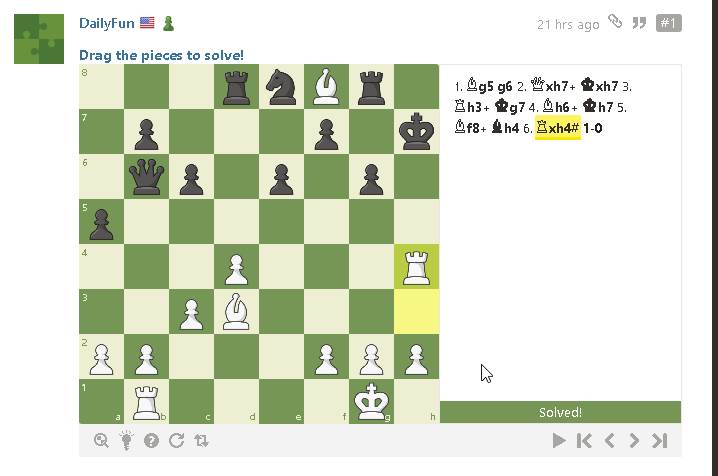 DailyFun
21 hrs ago
#1
Drag the pieces to solve!
8
7
6
5
4
3
2
1
a b c d e f g h
1. ♗g5 g6 2. ♕xh7+ ♚xh7 3.
♖h3+ ♚g7 4. ♗h6+ ♚h7 5.
♗f8+ ♝h4 6. ♖xh4# 1-0
Solved!